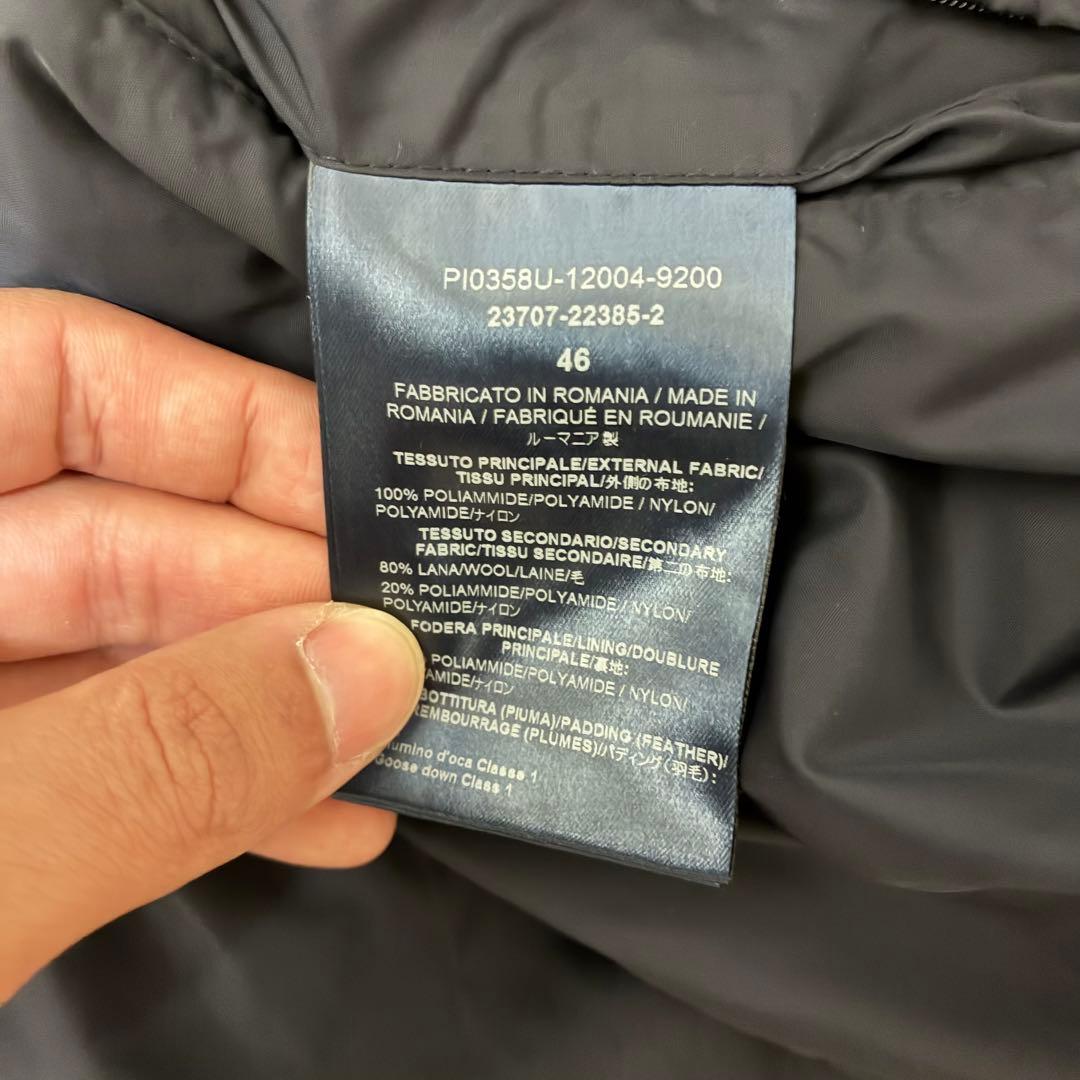 PI0358U-12004-9200
23707-22385-2
46
FABBRICATO IN ROMANIA / MADE IN
ROMANIA / FABRIQUÉ EN ROUMANIE /
ルーマニア製
TESSUTO PRINCIPALE/EXTERNAL FABRIC/
TISSU PRINCIPAL/外側の布地:
100% POLIAMMIDE/POLYAMIDE / NYLON/
POLYAMIDE/ナイロン
TESSUTO SECONDARIO/SECONDARY
FABRIC/TISSU SECONDAIRE/第二の布地:
80% LANA/WOOL/LAINE/毛
20% POLIAMMIDE/POLYAMIDE / NYLON/
POLYAMIDE/ナイロン
FODERA PRINCIPALE/LINING/DOUBLURE
PRINCIPALE/裏地:
POLIAMMIDE/POLYAMIDE / NYLON/
AMIDE/ナイロン
BOTTITURA (PIUMA)/PADDING (FEATHER)/
REMBOURRAGE (PLUMES)/パディング(羽毛):
iumino d'oca Classe 1
Goose down Class 1